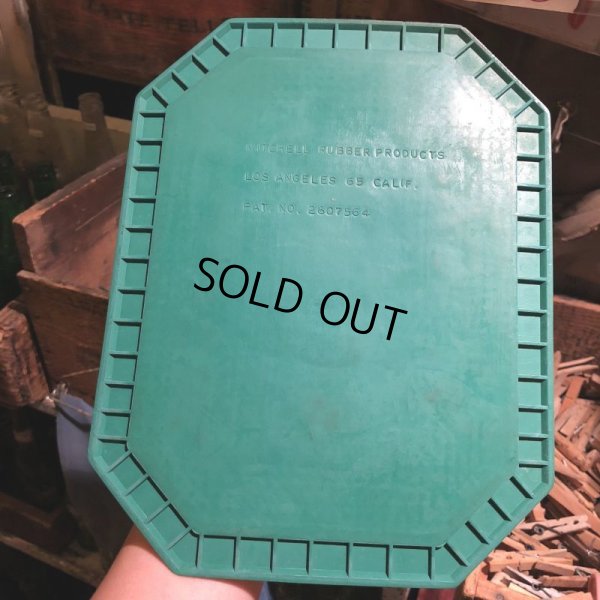 MITCHELL RUBBER PRODUCTS
LOS ANGELES 65 CALIF.
PAT. NO. 2607564
SOLD OUT